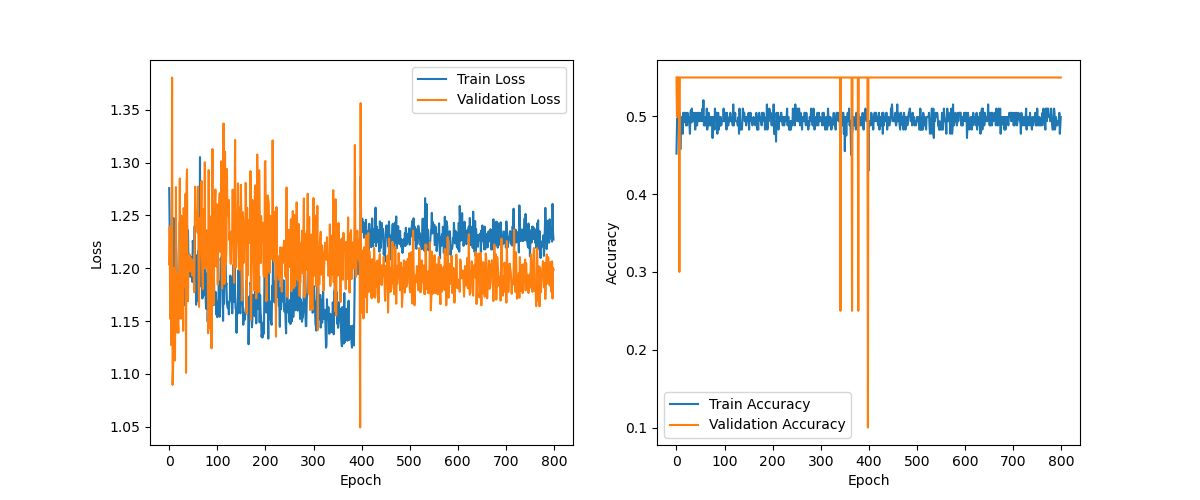 Train Loss
Validation Loss
1.35
1.30
1.25
1.20
1.15
1.10
1.05
Loss
0 100 200 300 400 500 600 700 800
Epoch
0.5
0.4
0.3
0.2
0.1
Accuracy
Train Accuracy
Validation Accuracy
0 100 200 300 400 500 600 700 800
Epoch